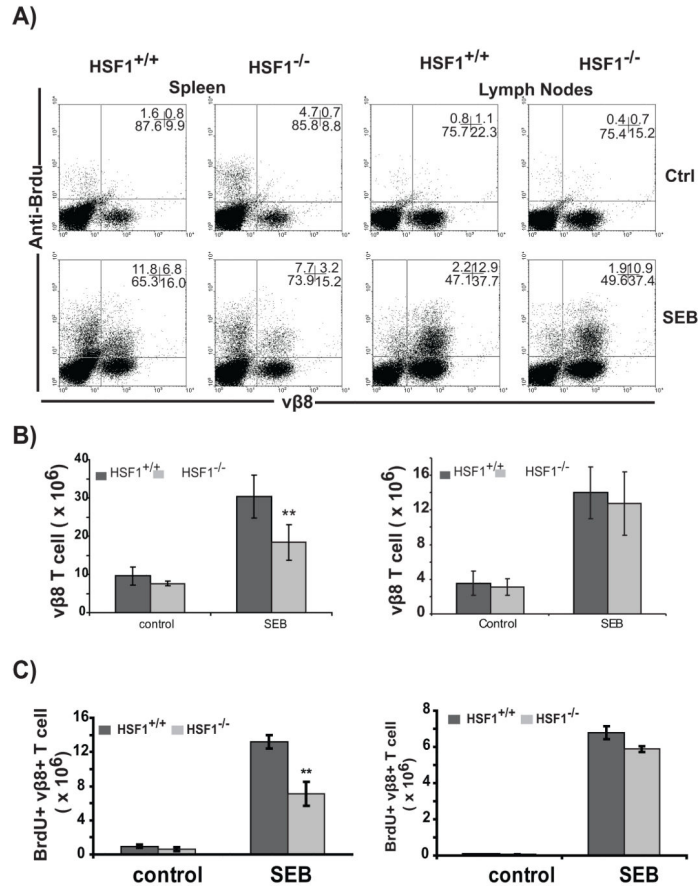 A)
HSF1+/+ HSF1-/- HSF1+/+ HSF1-/-
Spleen Lymph Nodes
1.6 0.8 4.7 0.7 0.8 1.1 0.4 0.7
87.6 9.9 85.8 8.8 75.7 22.3 75.4 15.2
Ctrl
Anti-Brdu
11.8 6.8 7.7 3.2 2.2 12.9 1.9 10.9
65.3 16.0 73.9 15.2 47.1 37.7 49.6 37.4
SEB
vβ8
B)
vβ8 T cell ( x 106)
40
30
20
10
0
HSF1+/+ HSF1-/-
**
control SEB
vβ8 T cell ( x 106)
16
12
8
4
0
HSF1+/+ HSF1-/-
Control SEB
C)
BrdU+ vβ8+ T cell
( x 106)
16
12
8
4
0
HSF1+/+ HSF1-/-
**
control SEB
BrdU+ vβ8+ T cell
( x 106)
8
6
4
2
0
HSF1+/+ HSF1-/-
control SEB